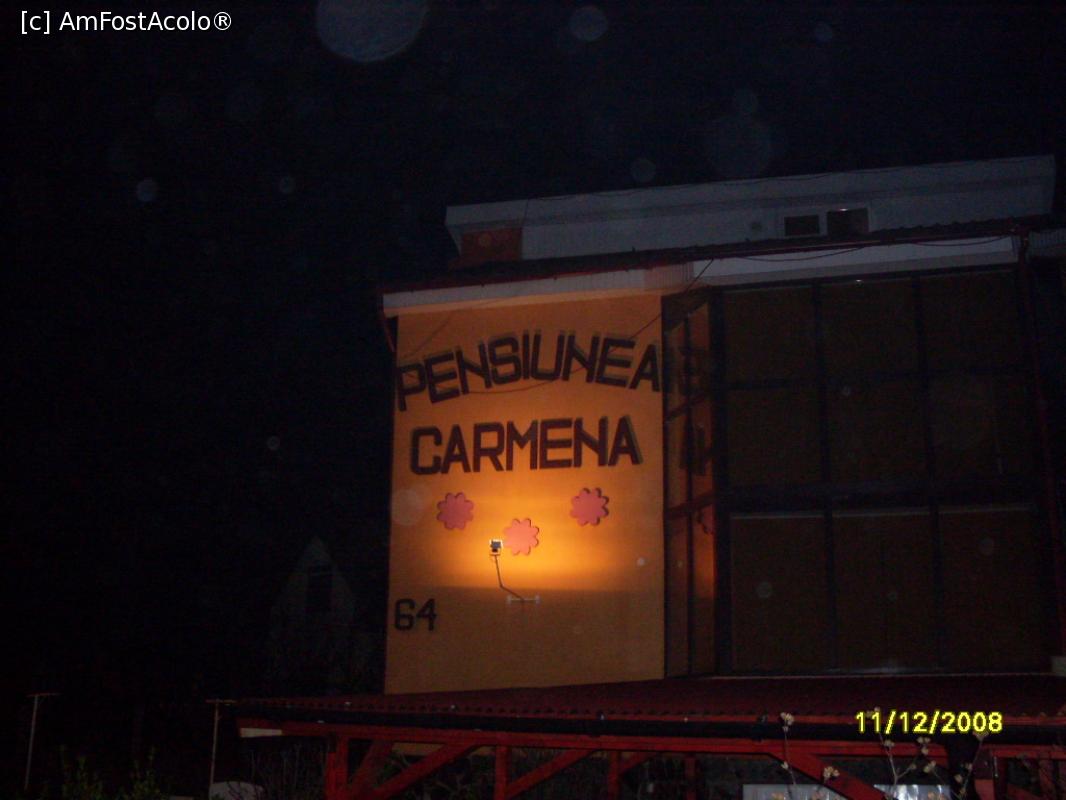 [c] AmFostAcolo®
PENSIUNEA
CARMENA
64
11/12/2008